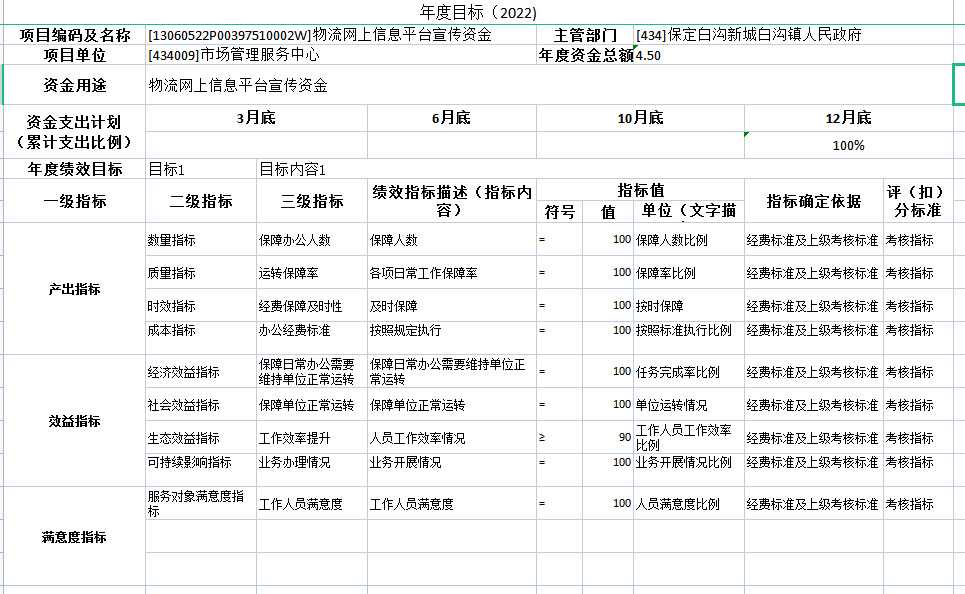 年度目标（2022）
项目编码及名称 [13060522P00397510002W]物流网上信息平台宣传资金 主管部门 [434]保定白沟新城白沟镇人民政府
项目单位 [434009]市场管理服务中心 年度资金总额 4.50
资金用途 物流网上信息平台宣传资金
资金支出计划
（累计支出比例）
3月底 6月底 10月底 12月底
100%
年度绩效目标 目标1 目标内容1
一级指标 二级指标 三级指标 绩效指标描述（指标内容） 指标值 指标确定依据 评（扣）分标准
符号 值 单位（文字描
产出指标
数量指标 保障办公人数 保障人数 = 100 保障人数比例 经费标准及上级考核标准 考核指标
质量指标 运转保障率 各项日常工作保障率 = 100 保障率比例 经费标准及上级考核标准 考核指标
时效指标 经费保障及时性 及时保障 = 100 按时保障 经费标准及上级考核标准 考核指标
成本指标 办公经费标准 按照规定执行 = 100 按照标准执行比例 经费标准及上级考核标准 考核指标
效益指标
经济效益指标 保障日常办公需要维持单位正常运转 保障日常办公需要维持单位正常运转 = 100 任务完成率比例 经费标准及上级考核标准 考核指标
社会效益指标 保障单位正常运转 保障单位正常运转 = 100 单位运转情况 经费标准及上级考核标准 考核指标
生态效益指标 工作效率提升 人员工作效率情况 ≥ 90 工作人员工作效率比例 经费标准及上级考核标准 考核指标
可持续影响指标 业务办理情况 业务开展情况 = 100 业务开展情况比例 经费标准及上级考核标准 考核指标
满意度指标
服务对象满意度指标 工作人员满意度 工作人员满意度 = 100 人员满意度比例 经费标准及上级考核标准 考核指标